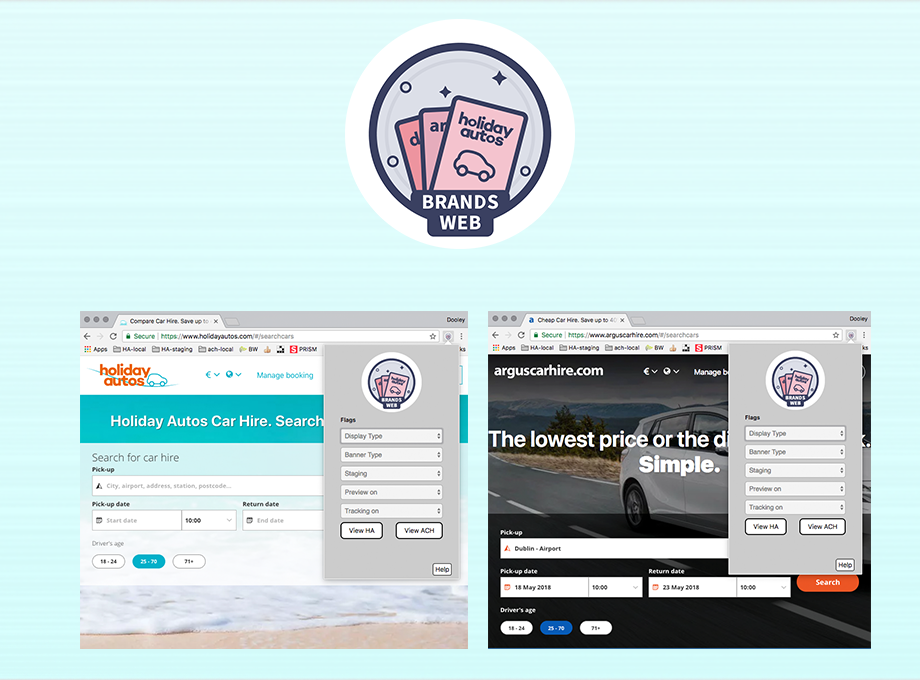 d
ar
holiday
autos
BRANDS
WEB
Compare Car Hire. Save up to
Dooley
Secure
https://www.holidayautos.com/#/searchcars
Apps
HA-local
HA-staging
ach-local
BW
PRISM
holiday
autos
€
Manage booking
Holiday Autos Car Hire. Search
Search for car hire
Pick-up
City, airport, address, station, postcode...
Pick-up date
Return date
Start date
10:00
End date
Driver's age
18 - 24
25 - 70
71+
BRANDS
WEB
Flags
Display Type
Banner Type
Staging
Preview on
Tracking on
View HA
View ACH
Help
Cheap Car Hire. Save up to 40
Dooley
Secure
https://www.arguscarhire.com/#/searchcars
Apps
HA-local
HA-staging
ach-local
BW
PRISM
ks
arguscarhire.com
€
Manage bo
The lowest price or the di
k.
Simple.
Pick-up
Dublin - Airport
Pick-up date
Return date
18 May 2018
10:00
23 May 2018
10:00
Search
Driver's age
18 - 24
25 - 70
71+
BRANDS
WEB
Flags
Display Type
Banner Type
Staging
Preview on
Tracking on
View HA
View ACH
Help